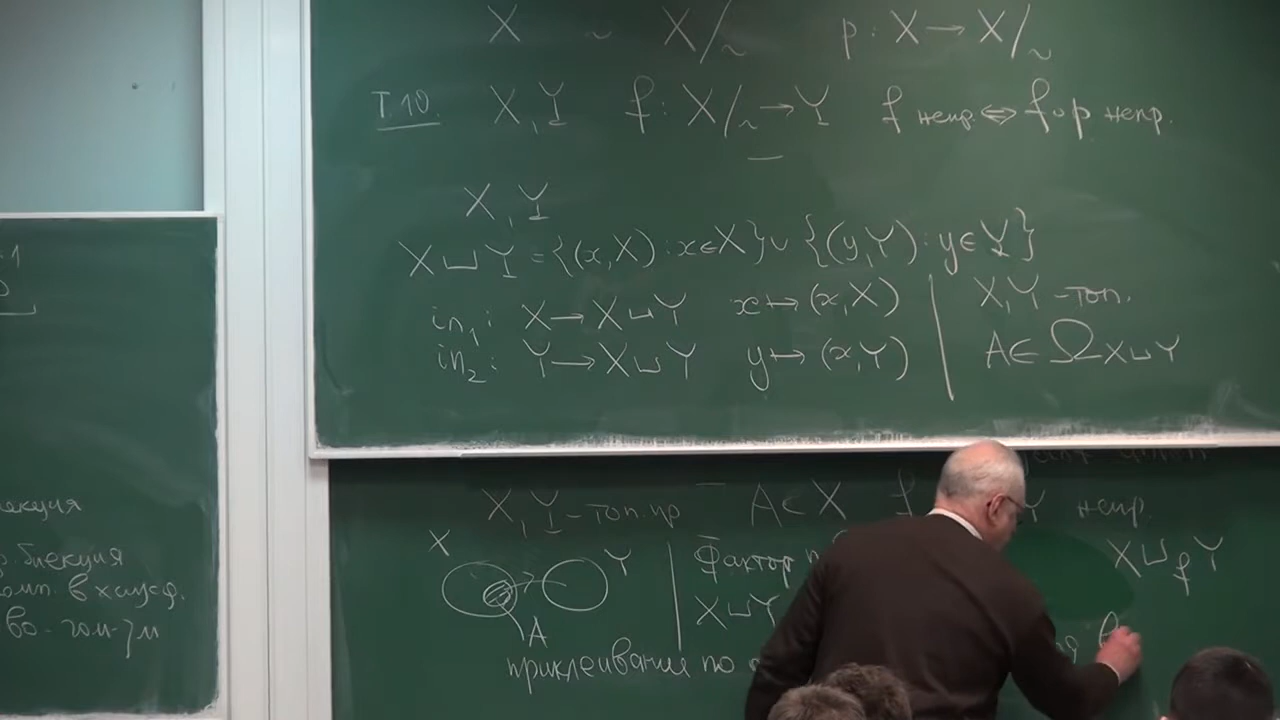 X ~ X/~ p: X → X/~
Т.10. X, Y f: X/~ → Y f непр. ⇔ f∘p непр.
X, Y
X ⊔ Y = {(x, X) : x ∈ X} ∪ {(y, Y) : y ∈ Y}
in₁: X → X ⊔ Y x ↦ (x, X)
in₂: Y → X ⊔ Y y ↦ (x, Y)
X, Y – топ.
A ∈ Ω X ⊔ Y
X, Y – топ. пр A ⊂ X f Y непр.
X Y
A
Фактор
X ⊔ Y
X ⊔_f Y
приклеивание по